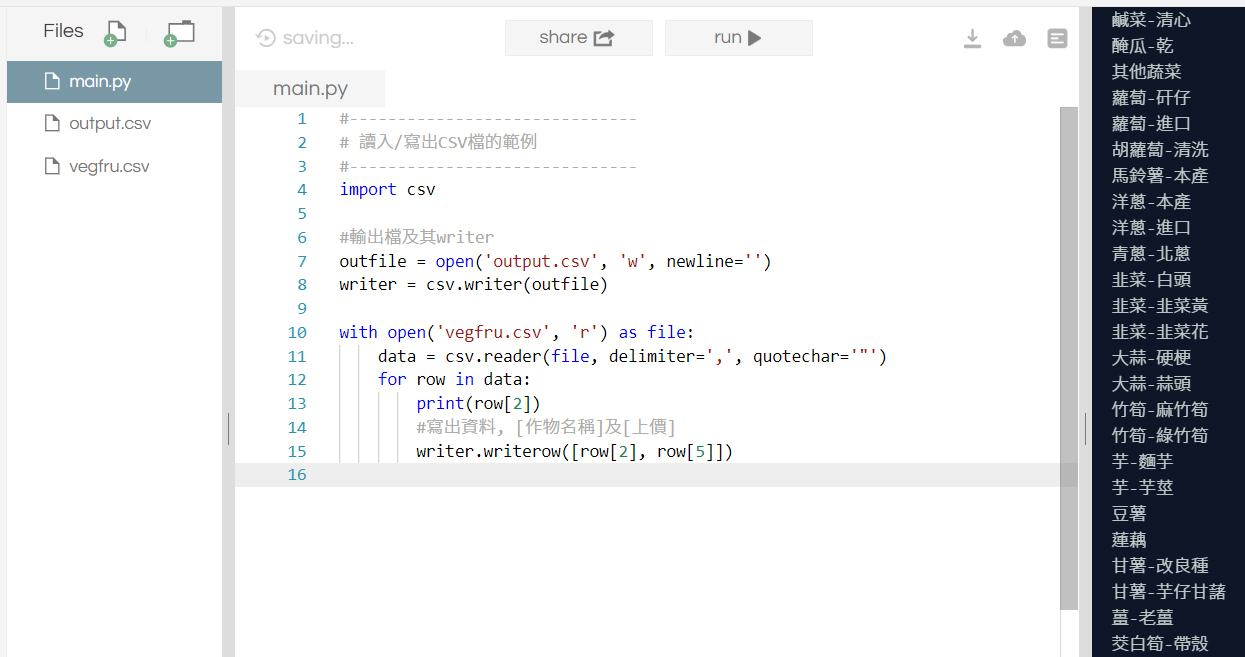 Files
main.py
output.csv
vegfru.csv
saving...
share
run
main.py
1 #------------------------------
2 # 讀入/寫出CSV檔的範例
3 #------------------------------
4 import csv
5
6 #輸出檔及其writer
7 outfile = open('output.csv', 'w', newline='')
8 writer = csv.writer(outfile)
9
10 with open('vegfru.csv', 'r') as file:
11 data = csv.reader(file, delimiter=',', quotechar='"')
12 for row in data:
13 print(row[2])
14 #寫出資料, [作物名稱]及[上價]
15 writer.writerow([row[2], row[5]])
16
鹹菜-清心
醃瓜-乾
其他蔬菜
蘿蔔-矸仔
蘿蔔-進口
胡蘿蔔-清洗
馬鈴薯-本產
洋蔥-本產
洋蔥-進口
青蔥-北蔥
韭菜-白頭
韭菜-韭菜黃
韭菜-韭菜花
大蒜-硬梗
大蒜-蒜頭
竹筍-麻竹筍
竹筍-綠竹筍
芋-麵芋
芋-芋莖
豆薯
蓮藕
甘薯-改良種
甘薯-芋仔甘藷
薑-老薑
茭白筍-帶殼